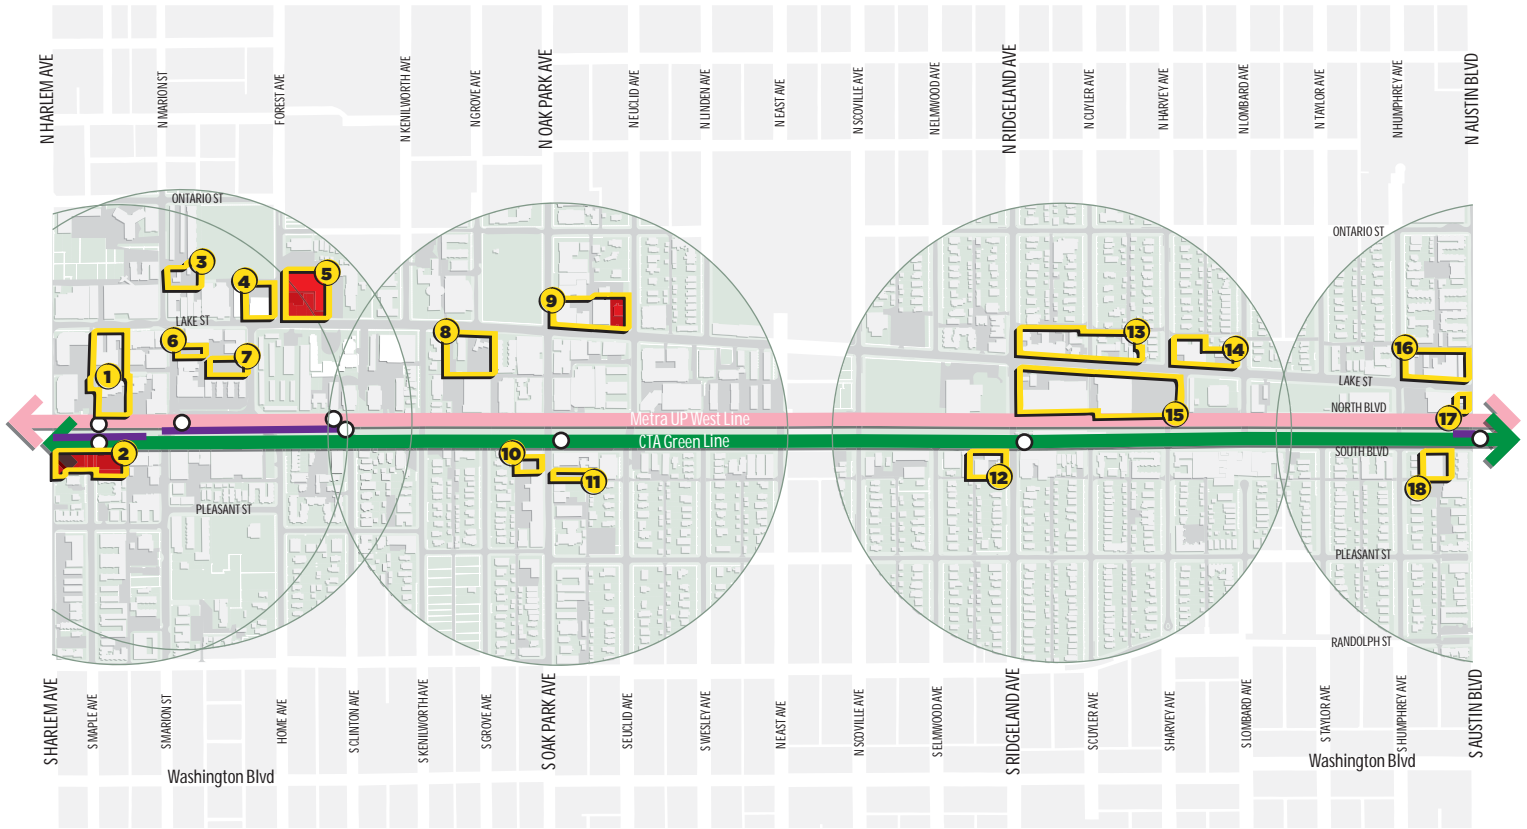 N HARLEM AVE
N MARION ST
FOREST AVE
N KENILWORTH AVE
N GROVE AVE
N OAK PARK AVE
N EUCLID AVE
N LINDEN AVE
N EAST AVE
N SCOVILLE AVE
N ELMWOOD AVE
N RIDGELAND AVE
N CUYLER AVE
N HARVEY AVE
N LOMBARD AVE
N TAYLOR AVE
N HUMPHREY AVE
N AUSTIN BLVD
ONTARIO ST
ONTARIO ST
3
4
5
9
LAKE ST
6
7
8
13
14
16
1
LAKE ST
15
NORTH BLVD
17
Metra UP West Line
CTA Green Line
2
10
11
12
SOUTH BLVD
18
PLEASANT ST
PLEASANT ST
RANDOLPH ST
S HARLEM AVE
S MAPLE AVE
S MARION ST
HOME AVE
S CLINTON AVE
S KENILWORTH AVE
S GROVE AVE
S OAK PARK AVE
S EUCLID AVE
S WESLEY AVE
N EAST AVE
N SCOVILLE AVE
S ELMWOOD AVE
S RIDGELAND AVE
S CUYLER AVE
S HARVEY AVE
S LOMBARD AVE
S TAYLOR AVE
S HUMPHREY AVE
S AUSTIN BLVD
Washington Blvd
Washington Blvd